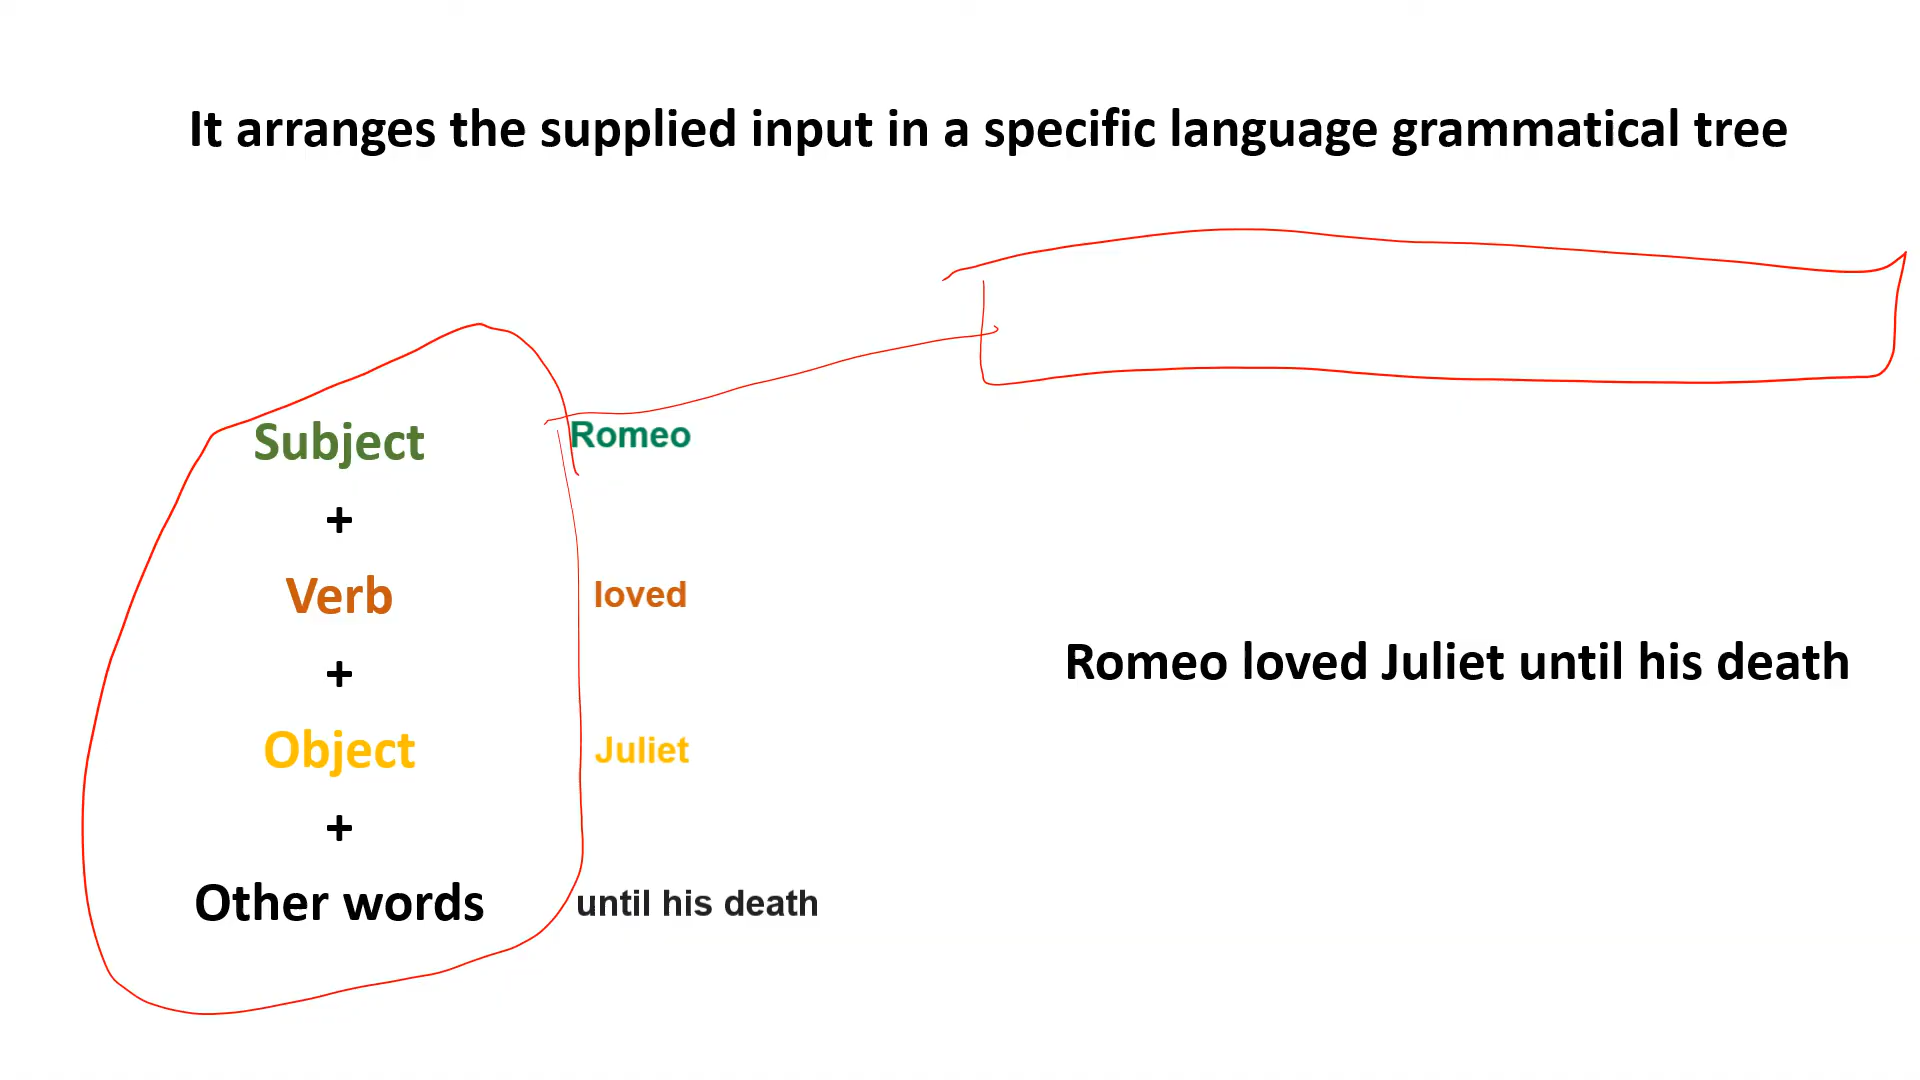 It arranges the supplied input in a specific language grammatical tree
Subject
+
Verb
+
Object
+
Other words
Romeo
loved
Juliet
until his death
Romeo loved Juliet until his death